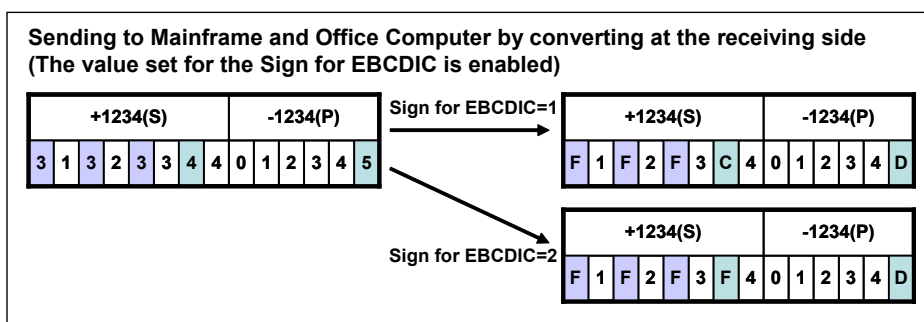 Sending to Mainframe and Office Computer by converting at the receiving side
(The value set for the Sign for EBCDIC is enabled)
+1234(S) -1234(P)
3 1 3 2 3 3 4 4 0 1 2 3 4 5
Sign for EBCDIC=1
+1234(S) -1234(P)
F 1 F 2 F 3 C 4 0 1 2 3 4 D
Sign for EBCDIC=2
+1234(S) -1234(P)
F 1 F 2 F 3 F 4 0 1 2 3 4 D